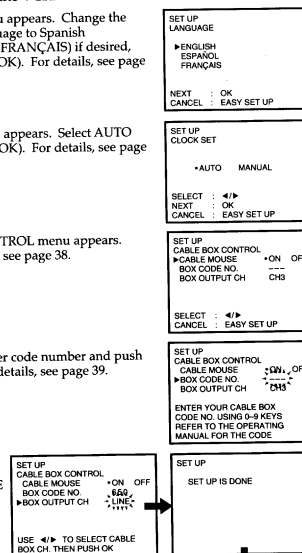 u appears. Change the
uage to Spanish
FRANÇAIS) if desired,
OK). For details, see page
SET UP
LANGUAGE
▶ENGLISH
ESPAÑOL
FRANÇAIS
NEXT : OK
CANCEL : EASY SET UP
appears. Select AUTO
OK). For details, see page
SET UP
CLOCK SET
•AUTO MANUAL
SELECT : ◀/▶
NEXT : OK
CANCEL : EASY SET UP
TROL menu appears.
see page 38.
SET UP
CABLE BOX CONTROL
▶CABLE MOUSE •ON OF
BOX CODE NO. ---
BOX OUTPUT CH CH3
SELECT : ◀/▶
CANCEL : EASY SET UP
er code number and push
details, see page 39.
SET UP
CABLE BOX CONTROL
CABLE MOUSE •ON OF
▶BOX CODE NO. ---
BOX OUTPUT CH CH3
ENTER YOUR CABLE BOX
CODE NO. USING 0–9 KEYS
REFER TO THE OPERATING
MANUAL FOR THE CODE
E
SET UP
CABLE BOX CONTROL
CABLE MOUSE •ON OFF
BOX CODE NO. 650
▶BOX OUTPUT CH LINE
USE ◀/▶ TO SELECT CABLE
BOX CH. THEN PUSH OK
SET UP
SET UP IS DONE